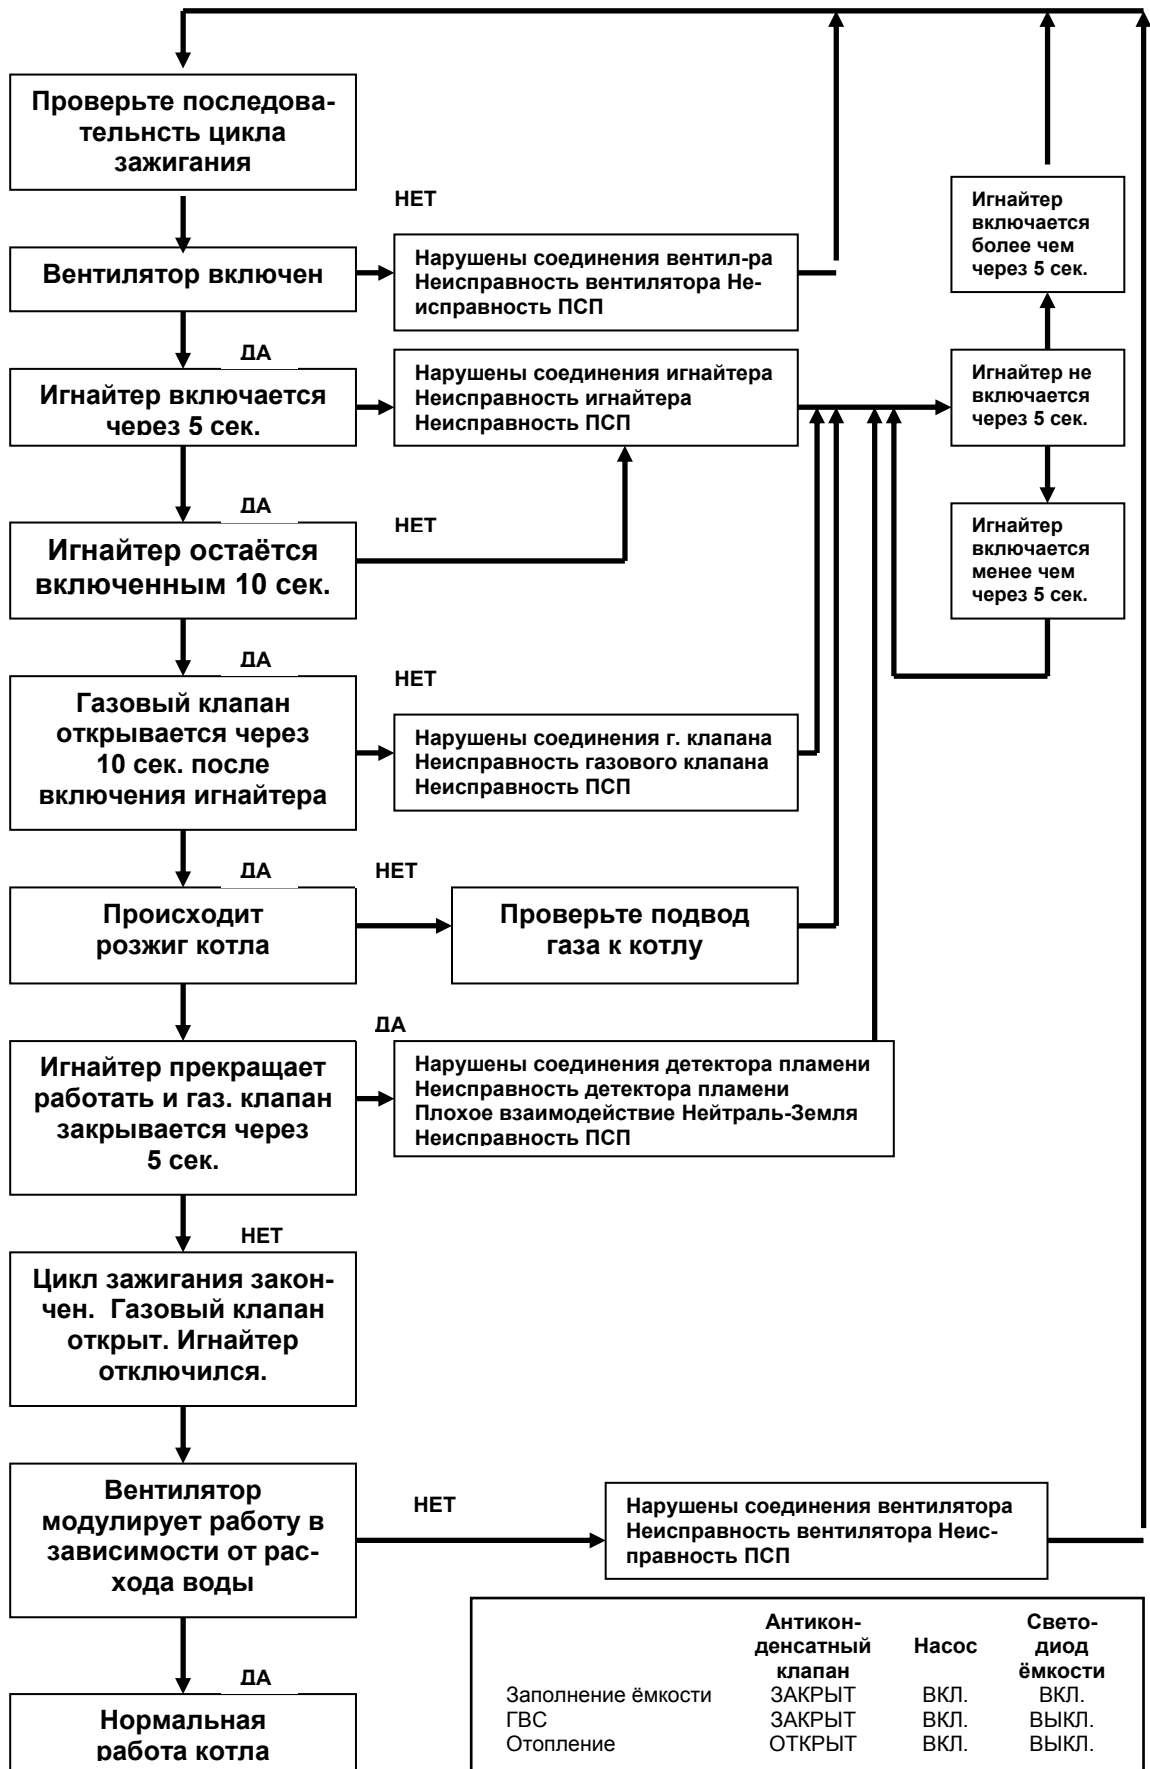 Проверьте последова-
тельнсть цикла
зажигания
НЕТ
Игнайтер
включается
более чем
через 5 сек.
Вентилятор включен
Нарушены соединения вентил-ра
Неисправность вентилятора Не-
исправность ПСП
ДА
Игнайтер включается
через 5 сек.
Нарушены соединения игнайтера
Неисправность игнайтера
Неисправность ПСП
Игнайтер не
включается
через 5 сек.
ДА
НЕТ
Игнайтер остаётся
включенным 10 сек.
Игнайтер
включается
менее чем
через 5 сек.
ДА
НЕТ
Газовый клапан
открывается через
10 сек. после
включения игнайтера
Нарушены соединения г. клапана
Неисправность газового клапана
Неисправность ПСП
ДА
НЕТ
Происходит
розжиг котла
Проверьте подвод
газа к котлу
ДА
Игнайтер прекращает
работать и газ. клапан
закрывается через
5 сек.
Нарушены соединения детектора пламени
Неисправность детектора пламени
Плохое взаимодействие Нейтраль-Земля
Неисправность ПСП
НЕТ
Цикл зажигания закон-
чен. Газовый клапан
открыт. Игнайтер
отключился.
Вентилятор
модулирует работу в
зависимости от рас-
хода воды
НЕТ
Нарушены соединения вентилятора
Неисправность вентилятора Неис-
правность ПСП
ДА
Нормальная
работа котла
Антикон-
денсатный
клапан
Насос
Свето-
диод
ёмкости
Заполнение ёмкости ЗАКРЫТ ВКЛ. ВКЛ.
ГВС ЗАКРЫТ ВКЛ. ВЫКЛ.
Отопление ОТКРЫТ ВКЛ. ВЫКЛ.